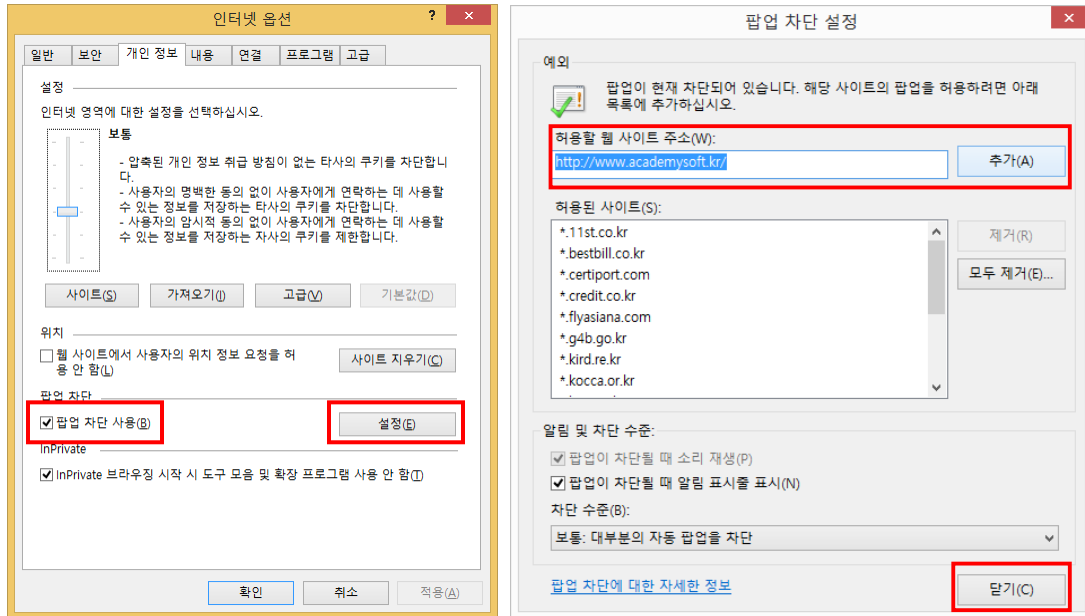 인터넷 옵션
?
일반 보안 개인 정보 내용 연결 프로그램 고급
설정
인터넷 영역에 대한 설정을 선택하십시오.
보통
- 압축된 개인 정보 취급 방침이 없는 타사의 쿠키를 차단합니
다.
- 사용자의 명백한 동의 없이 사용자에게 연락하는 데 사용할
수 있는 정보를 저장하는 타사의 쿠키를 차단합니다.
- 사용자의 암시적 동의 없이 사용자에게 연락하는 데 사용할
수 있는 정보를 저장하는 자사의 쿠키를 제한합니다.
사이트(S) 가져오기(I) 고급(V) 기본값(D)
위치
웹 사이트에서 사용자의 위치 정보 요청을 허
용 안 함(L)
사이트 지우기(C)
팝업 차단
팝업 차단 사용(B)
설정(E)
InPrivate
InPrivate 브라우징 시작 시 도구 모음 및 확장 프로그램 사용 안 함(T)
확인 취소 적용(A)
팝업 차단 설정
예외
팝업이 현재 차단되어 있습니다. 해당 사이트의 팝업을 허용하려면 아래
목록에 추가하십시오.
허용할 웹 사이트 주소(W):
http://www.academysoft.kr/
추가(A)
허용된 사이트(S):
*.11st.co.kr
*.bestbill.co.kr
*.certiport.com
*.credit.co.kr
*.flyasiana.com
*.g4b.go.kr
*.kird.re.kr
*.kocca.or.kr
제거(R)
모두 제거(E)...
알림 및 차단 수준:
팝업이 차단될 때 소리 재생(P)
팝업이 차단될 때 알림 표시줄 표시(N)
차단 수준(B):
보통: 대부분의 자동 팝업을 차단
팝업 차단에 대한 자세한 정보
닫기(C)